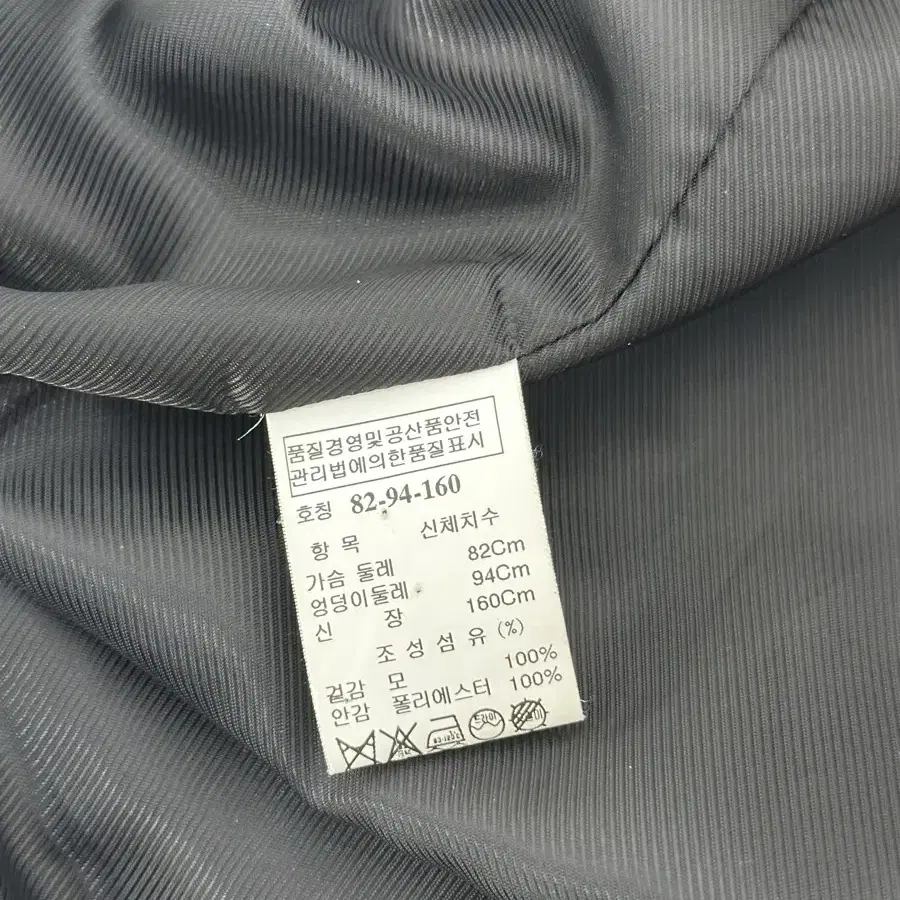 품질경영및공산품안전
관리법에의한품질표시
호칭 82-94-160
항 목 신체치수
가슴 둘레 82Cm
엉덩이둘레 94Cm
신 장 160Cm
조 성 섬 유 (%)
겉감 모 100%
안감 폴리에스터 100%
드라이